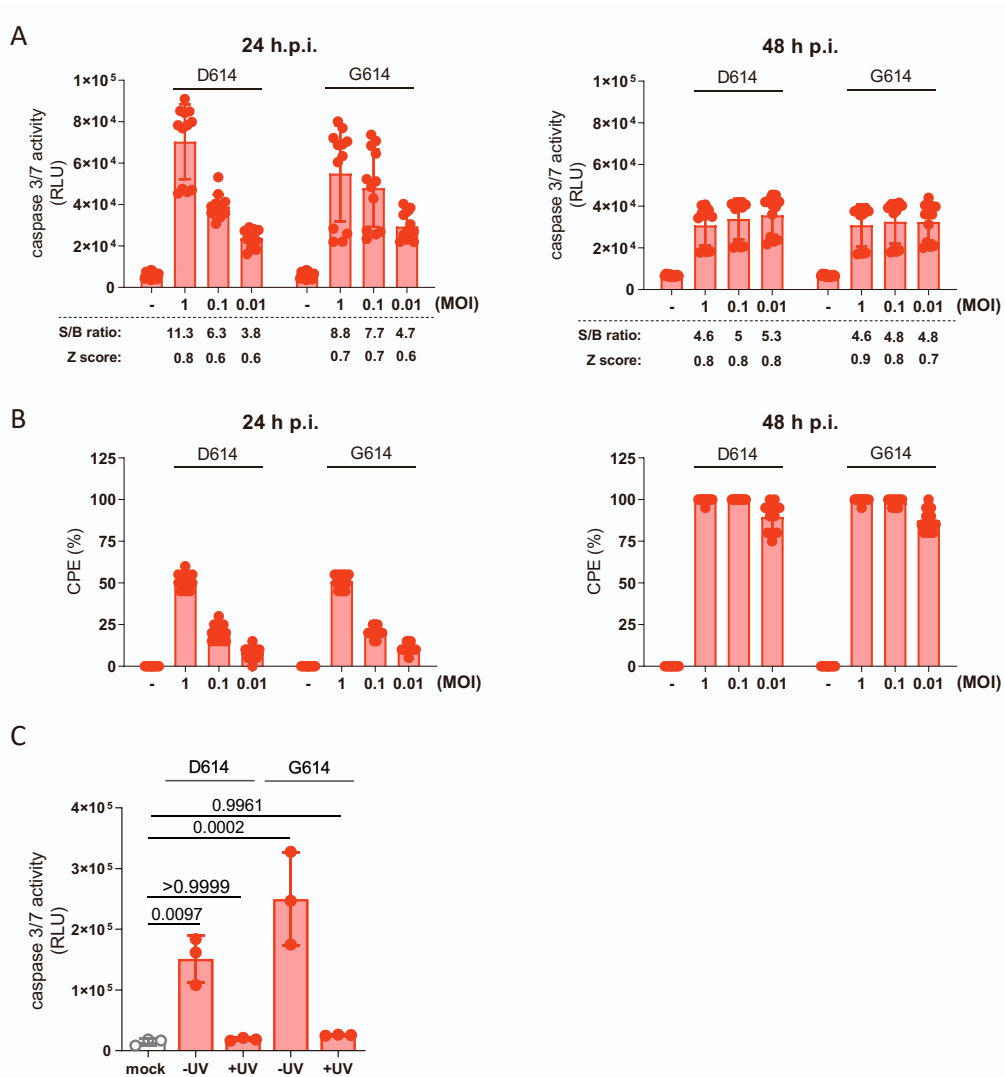 A
24 h.p.i.
D614
G614
caspase 3/7 activity
(RLU)
1×10⁵
8×10⁴
6×10⁴
4×10⁴
2×10⁴
0
- 1 0.1 0.01 - 1 0.1 0.01 (MOI)
S/B ratio: 11.3 6.3 3.8 8.8 7.7 4.7
Z score: 0.8 0.6 0.6 0.7 0.7 0.6
48 h p.i.
D614
G614
caspase 3/7 activity
(RLU)
1×10⁵
8×10⁴
6×10⁴
4×10⁴
2×10⁴
0
- 1 0.1 0.01 - 1 0.1 0.01 (MOI)
S/B ratio: 4.6 5 5.3 4.6 4.8 4.8
Z score: 0.8 0.8 0.8 0.9 0.8 0.7
B
24 h p.i.
D614
G614
CPE (%)
125
100
75
50
25
0
- 1 0.1 0.01 - 1 0.1 0.01 (MOI)
48 h p.i.
D614
G614
CPE (%)
125
100
75
50
25
0
- 1 0.1 0.01 - 1 0.1 0.01 (MOI)
C
D614 G614
caspase 3/7 activity
(RLU)
4×10⁵
3×10⁵
2×10⁵
1×10⁵
0
0.9961
0.0002
>0.9999
0.0097
mock -UV +UV -UV +UV